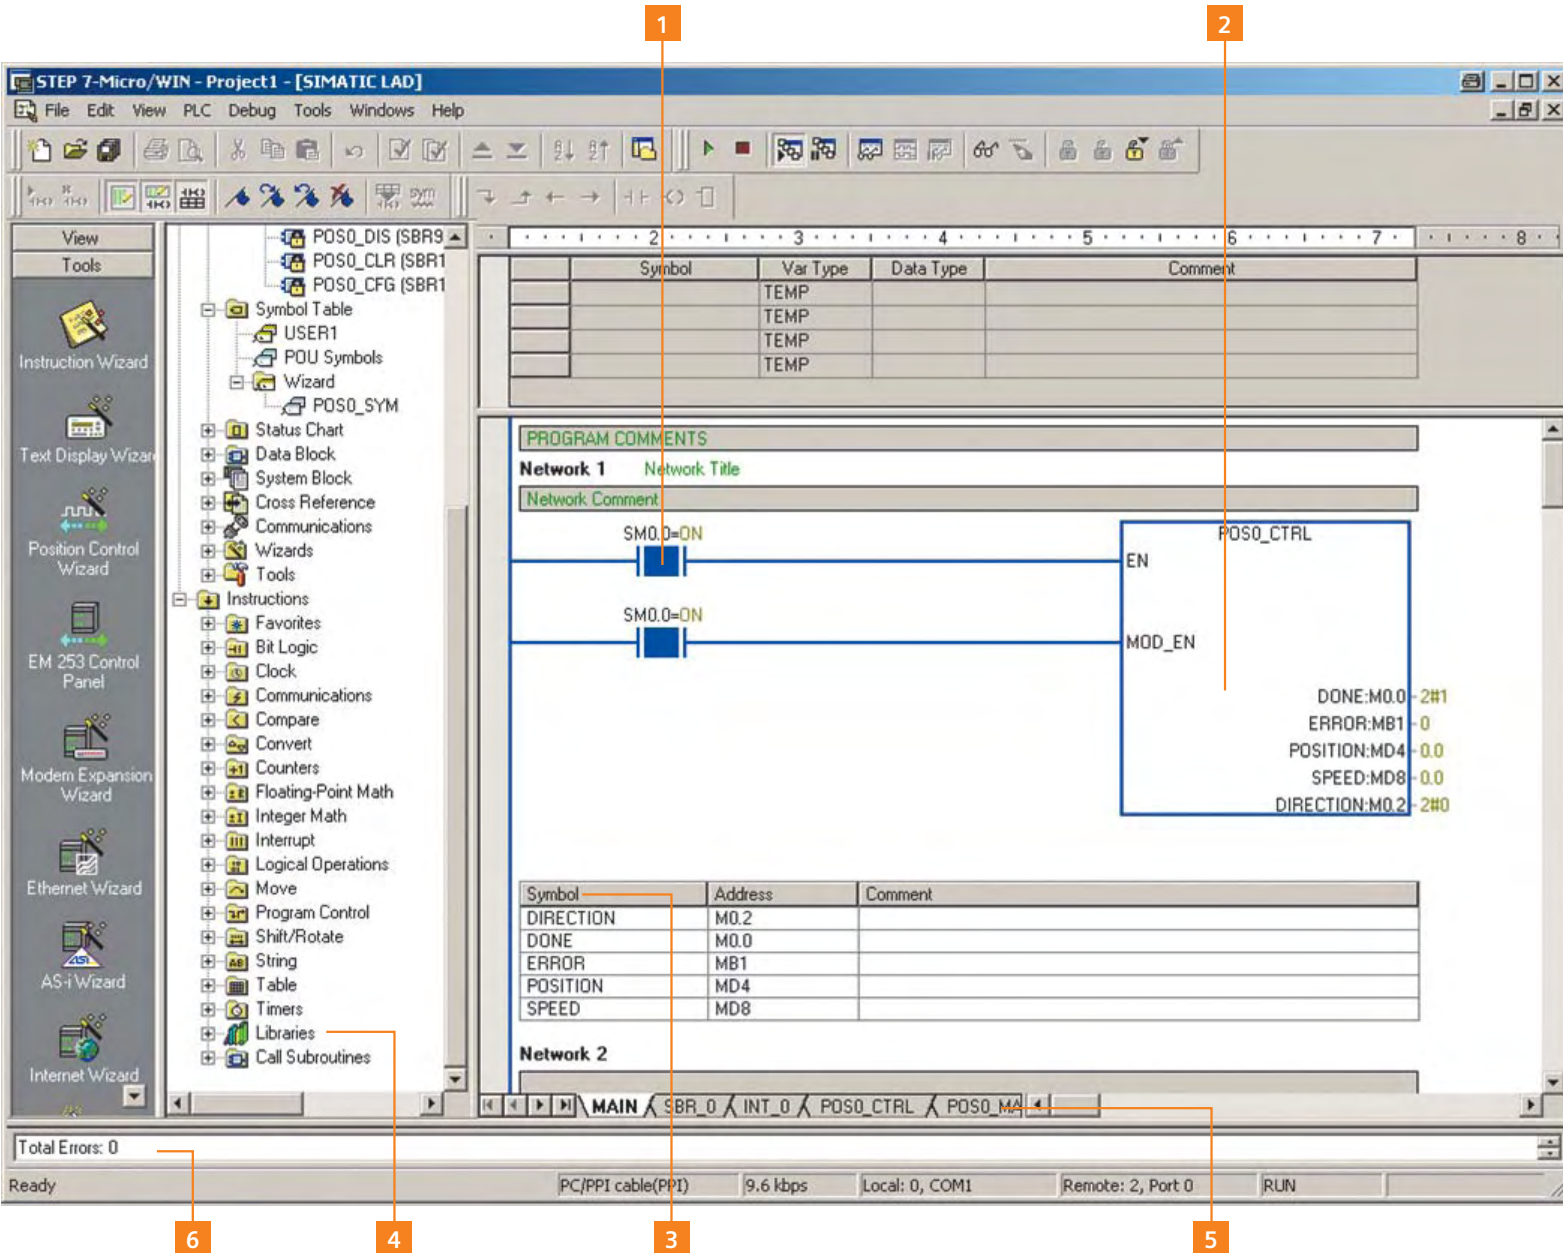 1
2
STEP 7-Micro/WIN - Project1 - [SIMATIC LAD]
File Edit View PLC Debug Tools Windows Help
sym
View
Tools
Instruction Wizard
Text Display Wizar
Position Control
Wizard
EM 253 Control
Panel
Modem Expansion
Wizard
Ethernet Wizard
AS-i Wizard
Internet Wizard
POS0_DIS (SBR9
POS0_CLR (SBR1
POS0_CFG (SBR1
Symbol Table
USER1
POU Symbols
Wizard
POS0_SYM
Status Chart
Data Block
System Block
Cross Reference
Communications
Wizards
Tools
Instructions
Favorites
Bit Logic
Clock
Communications
Compare
Convert
Counters
Floating-Point Math
Integer Math
Interrupt
Logical Operations
Move
Program Control
Shift/Rotate
String
Table
Timers
Libraries
Call Subroutines
2 3 4 5 6 7 8
Symbol Var Type Data Type Comment
TEMP
TEMP
TEMP
TEMP
PROGRAM COMMENTS
Network 1 Network Title
Network Comment
SM0.0=ON
POS0_CTRL
EN
SM0.0=ON
MOD_EN
DONE:M0.0 2#1
ERROR:MB1 0
POSITION:MD4 0.0
SPEED:MD8 0.0
DIRECTION:M0.2 2#0
Symbol Address Comment
DIRECTION M0.2
DONE M0.0
ERROR MB1
POSITION MD4
SPEED MD8
Network 2
MAIN SBR_0 INT_0 POS0_CTRL POS0_MA
Total Errors: 0
Ready PC/PPI cable(PPI) 9.6 kbps Local: 0, COM1 Remote: 2, Port 0 RUN
6 4 3 5